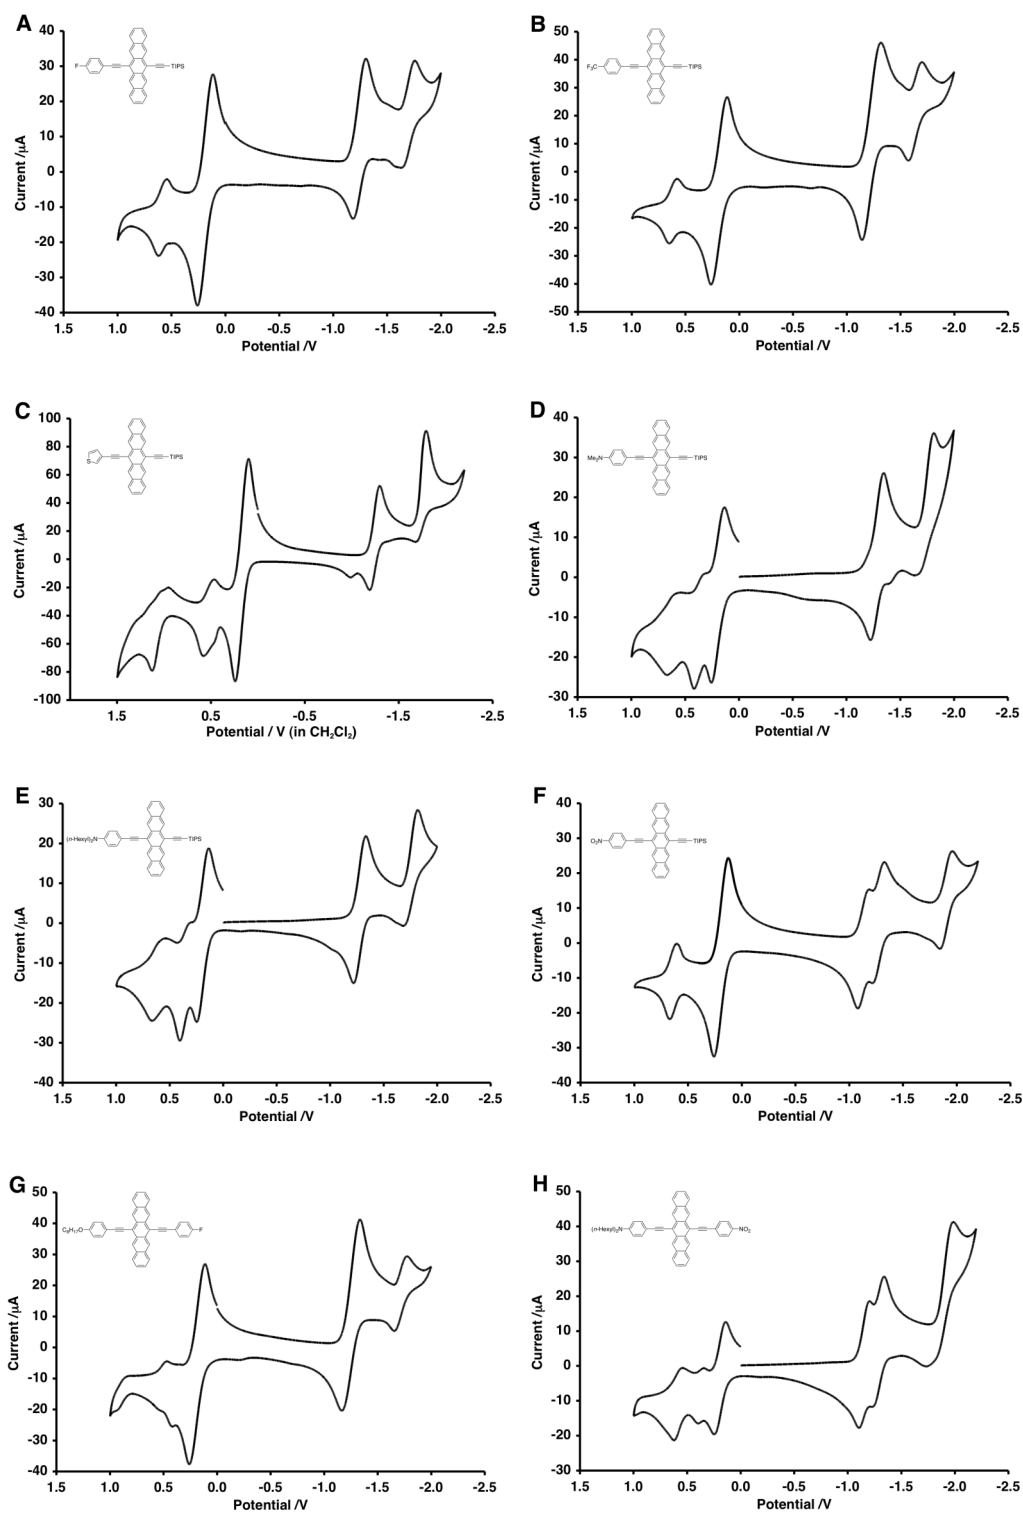 A
B
40
30
20
10
0
-10
-20
-30
-40
Current /µA
F
TIPS
1.5 1.0 0.5 0.0 -0.5 -1.0 -1.5 -2.0 -2.5
Potential /V
50
40
30
20
10
0
-10
-20
-30
-40
-50
Current /µA
F₃C
TIPS
1.5 1.0 0.5 0.0 -0.5 -1.0 -1.5 -2.0 -2.5
Potential /V
C
D
100
80
60
40
20
0
-20
-40
-60
-80
-100
Current /µA
S
TIPS
1.5 0.5 -0.5 -1.5 -2.5
Potential / V (in CH₂Cl₂)
40
30
20
10
0
-10
-20
-30
Current /µA
Me₂N
TIPS
1.5 1.0 0.5 0.0 -0.5 -1.0 -1.5 -2.0 -2.5
Potential /V
E
F
30
20
10
0
-10
-20
-30
-40
Current /µA
(n-Hexyl)₂N
TIPS
1.5 1.0 0.5 0.0 -0.5 -1.0 -1.5 -2.0 -2.5
Potential /V
40
30
20
10
0
-10
-20
-30
-40
Current /µA
O₂N
TIPS
1.5 1.0 0.5 0.0 -0.5 -1.0 -1.5 -2.0 -2.5
Potential /V
G
H
50
40
30
20
10
0
-10
-20
-30
-40
Current /µA
C₈H₁₇O
F
1.5 1.0 0.5 0.0 -0.5 -1.0 -1.5 -2.0 -2.5
Potential /V
50
40
30
20
10
0
-10
-20
-30
Current /µA
(n-Hexyl)₂N
NO₂
1.5 1.0 0.5 0.0 -0.5 -1.0 -1.5 -2.0 -2.5
Potential /V